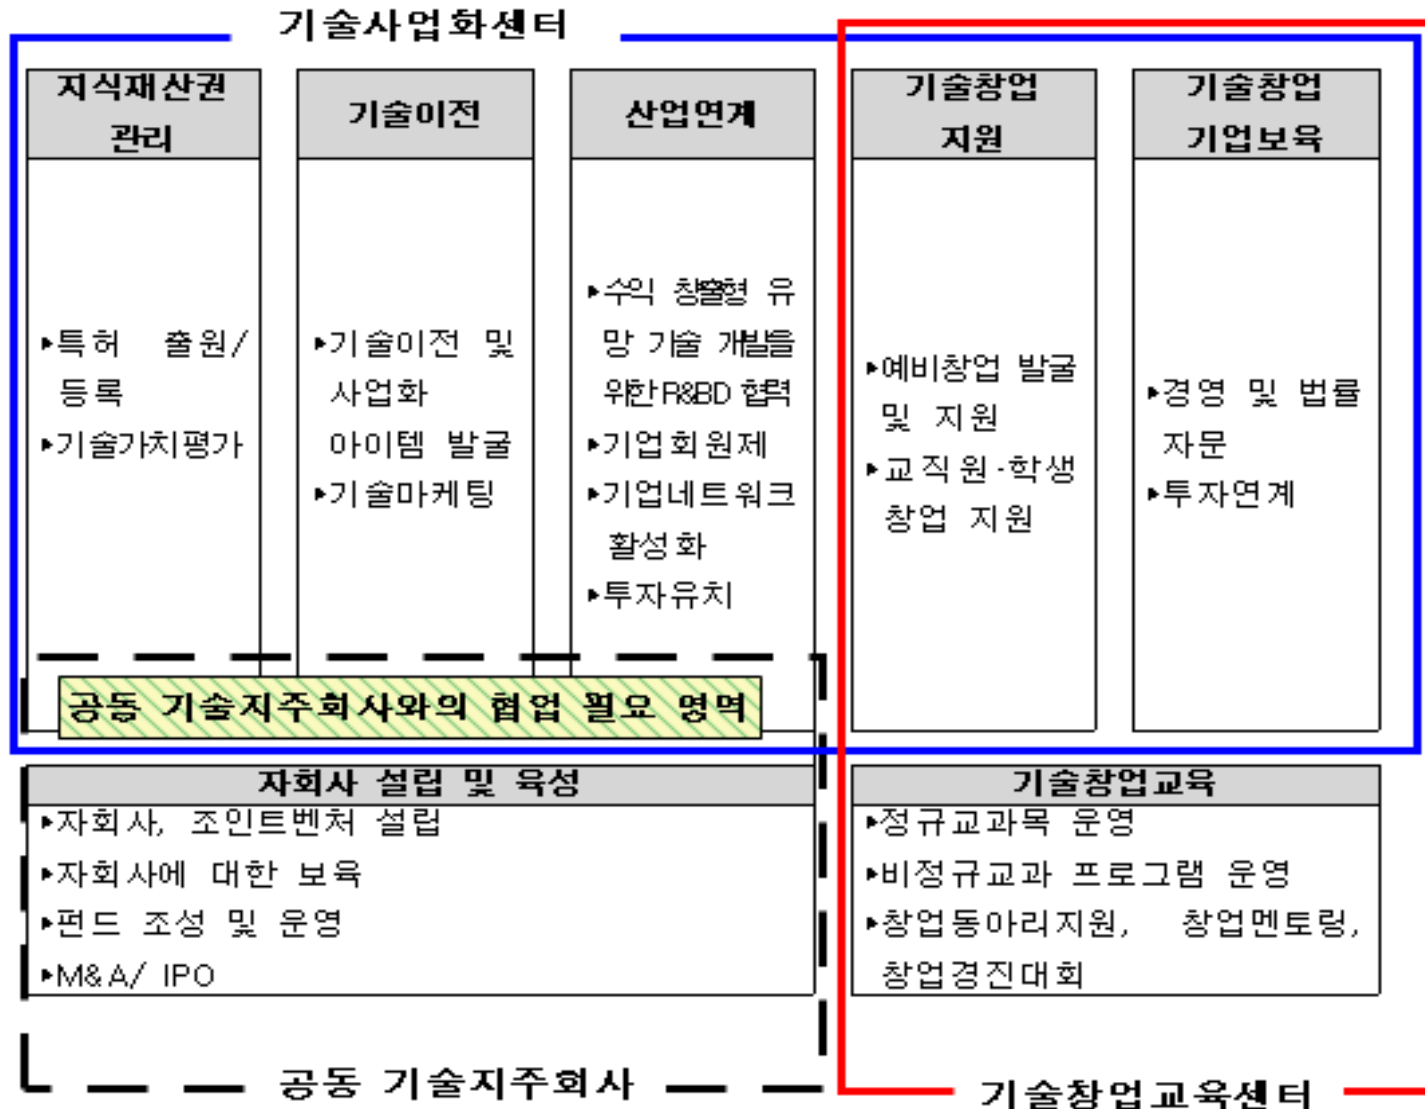 기술사업화센터
지식재산권
관리
▸특허 출원/
등록
▸기술가치평가
기술이전
▸기술이전 및
사업화
아이템 발굴
▸기술마케팅
산업연계
▸수익 창출형 유
망 기술 개발을
위한 R&BD 협력
▸기업회원제
▸기업네트워크
활성화
▸투자유치
기술창업
지원
▸예비창업 발굴
및 지원
▸교직원·학생
창업 지원
기술창업
기업보육
▸경영 및 법률
자문
▸투자연계
공동 기술지주회사와의 협업 필요 영역
자회사 설립 및 육성
▸자회사, 조인트벤처 설립
▸자회사에 대한 보육
▸펀드 조성 및 운영
▸M&A/ IPO
기술창업교육
▸정규교과목 운영
▸비정규교과 프로그램 운영
▸창업동아리지원, 창업멘토링,
창업경진대회
공동 기술지주회사
기술창업교육센터